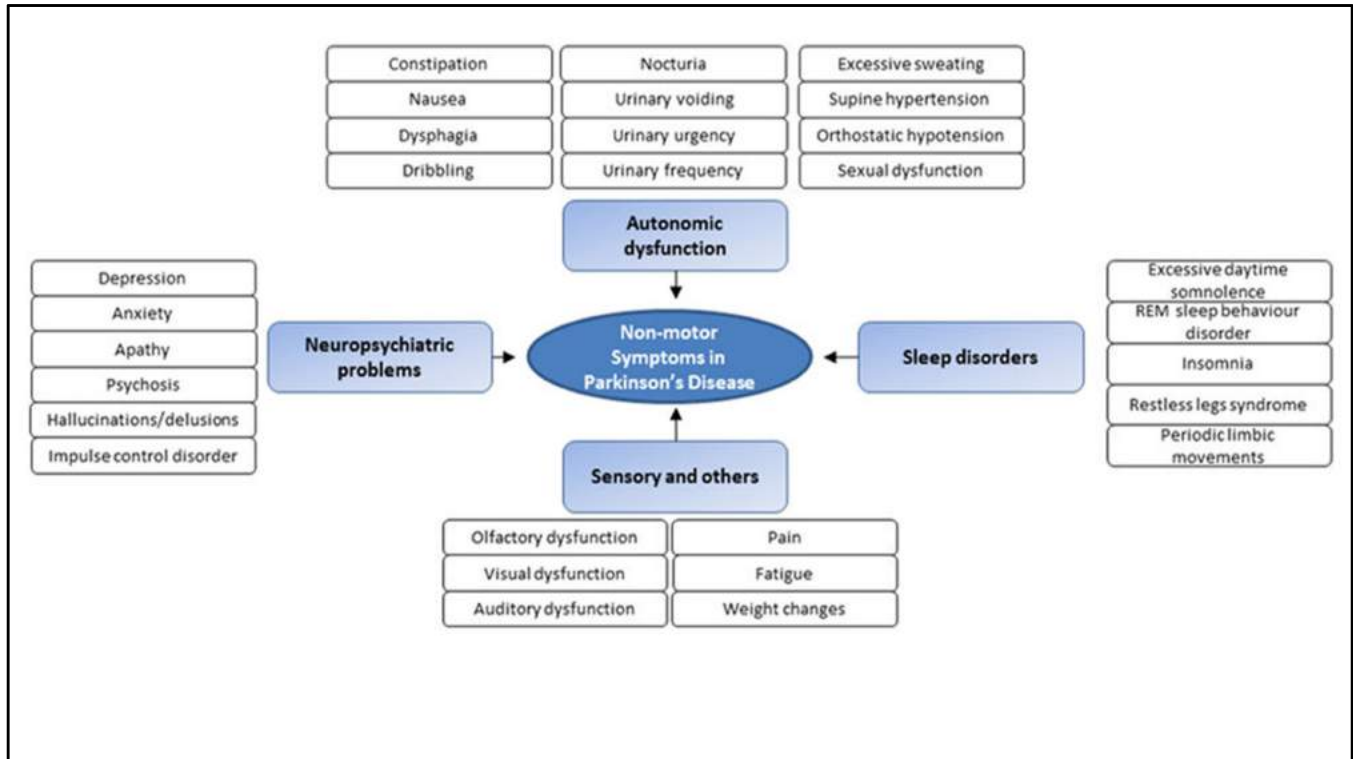 Constipation
Nausea
Dysphagia
Dribbling
Nocturia
Urinary voiding
Urinary urgency
Urinary frequency
Excessive sweating
Supine hypertension
Orthostatic hypotension
Sexual dysfunction
Autonomic
dysfunction
Depression
Anxiety
Apathy
Psychosis
Hallucinations/delusions
Impulse control disorder
Neuropsychiatric
problems
Non-motor
Symptoms in
Parkinson's Disease
Sleep disorders
Excessive daytime
somnolence
REM sleep behaviour
disorder
Insomnia
Restless legs syndrome
Periodic limbic
movements
Sensory and others
Olfactory dysfunction
Visual dysfunction
Auditory dysfunction
Pain
Fatigue
Weight changes